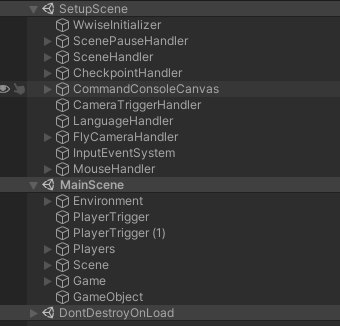 SetupScene
WwiseInitializer
ScenePauseHandler
SceneHandler
CheckpointHandler
CommandConsoleCanvas
CameraTriggerHandler
LanguageHandler
FlyCameraHandler
InputEventSystem
MouseHandler
MainScene
Environment
PlayerTrigger
PlayerTrigger (1)
Players
Scene
Game
GameObject
DontDestroyOnLoad